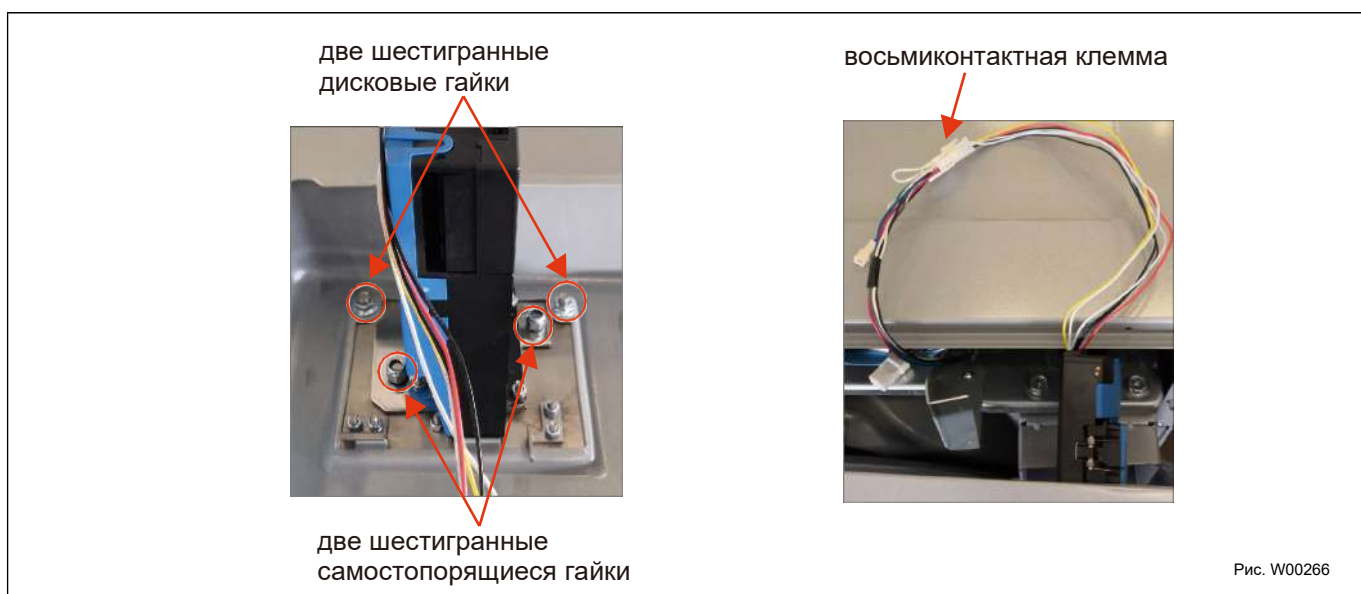 две шестигранные
дисковые гайки
восьмиконтактная клемма
две шестигранные
самостопорящиеся гайки
Рис. W00266